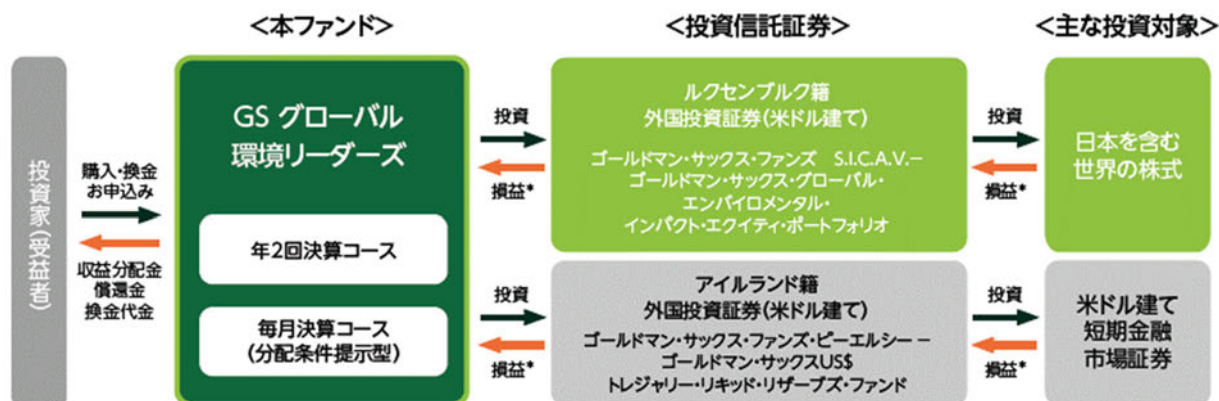 <本ファンド>
<投資信託証券>
<主な投資対象>
投資家(受益者)
購入・換金
お申込み
収益分配金
償還金
換金代金
GS グローバル
環境リーダーズ
年2回決算コース
毎月決算コース
(分配条件提示型)
投資
損益*
投資
損益*
ルクセンブルク籍
外国投資証券(米ドル建て)
ゴールドマン・サックス・ファンズ S.I.C.A.V.−
ゴールドマン・サックス・グローバル・
エンバイロメンタル・
インパクト・エクイティ・ポートフォリオ
アイルランド籍
外国投資証券(米ドル建て)
ゴールドマン・サックス・ファンズ・ピーエルシー −
ゴールドマン・サックスUS$
トレジャリー・リキッド・リザーブズ・ファンド
投資
損益*
投資
損益*
日本を含む
世界の株式
米ドル建て
短期金融
市場証券